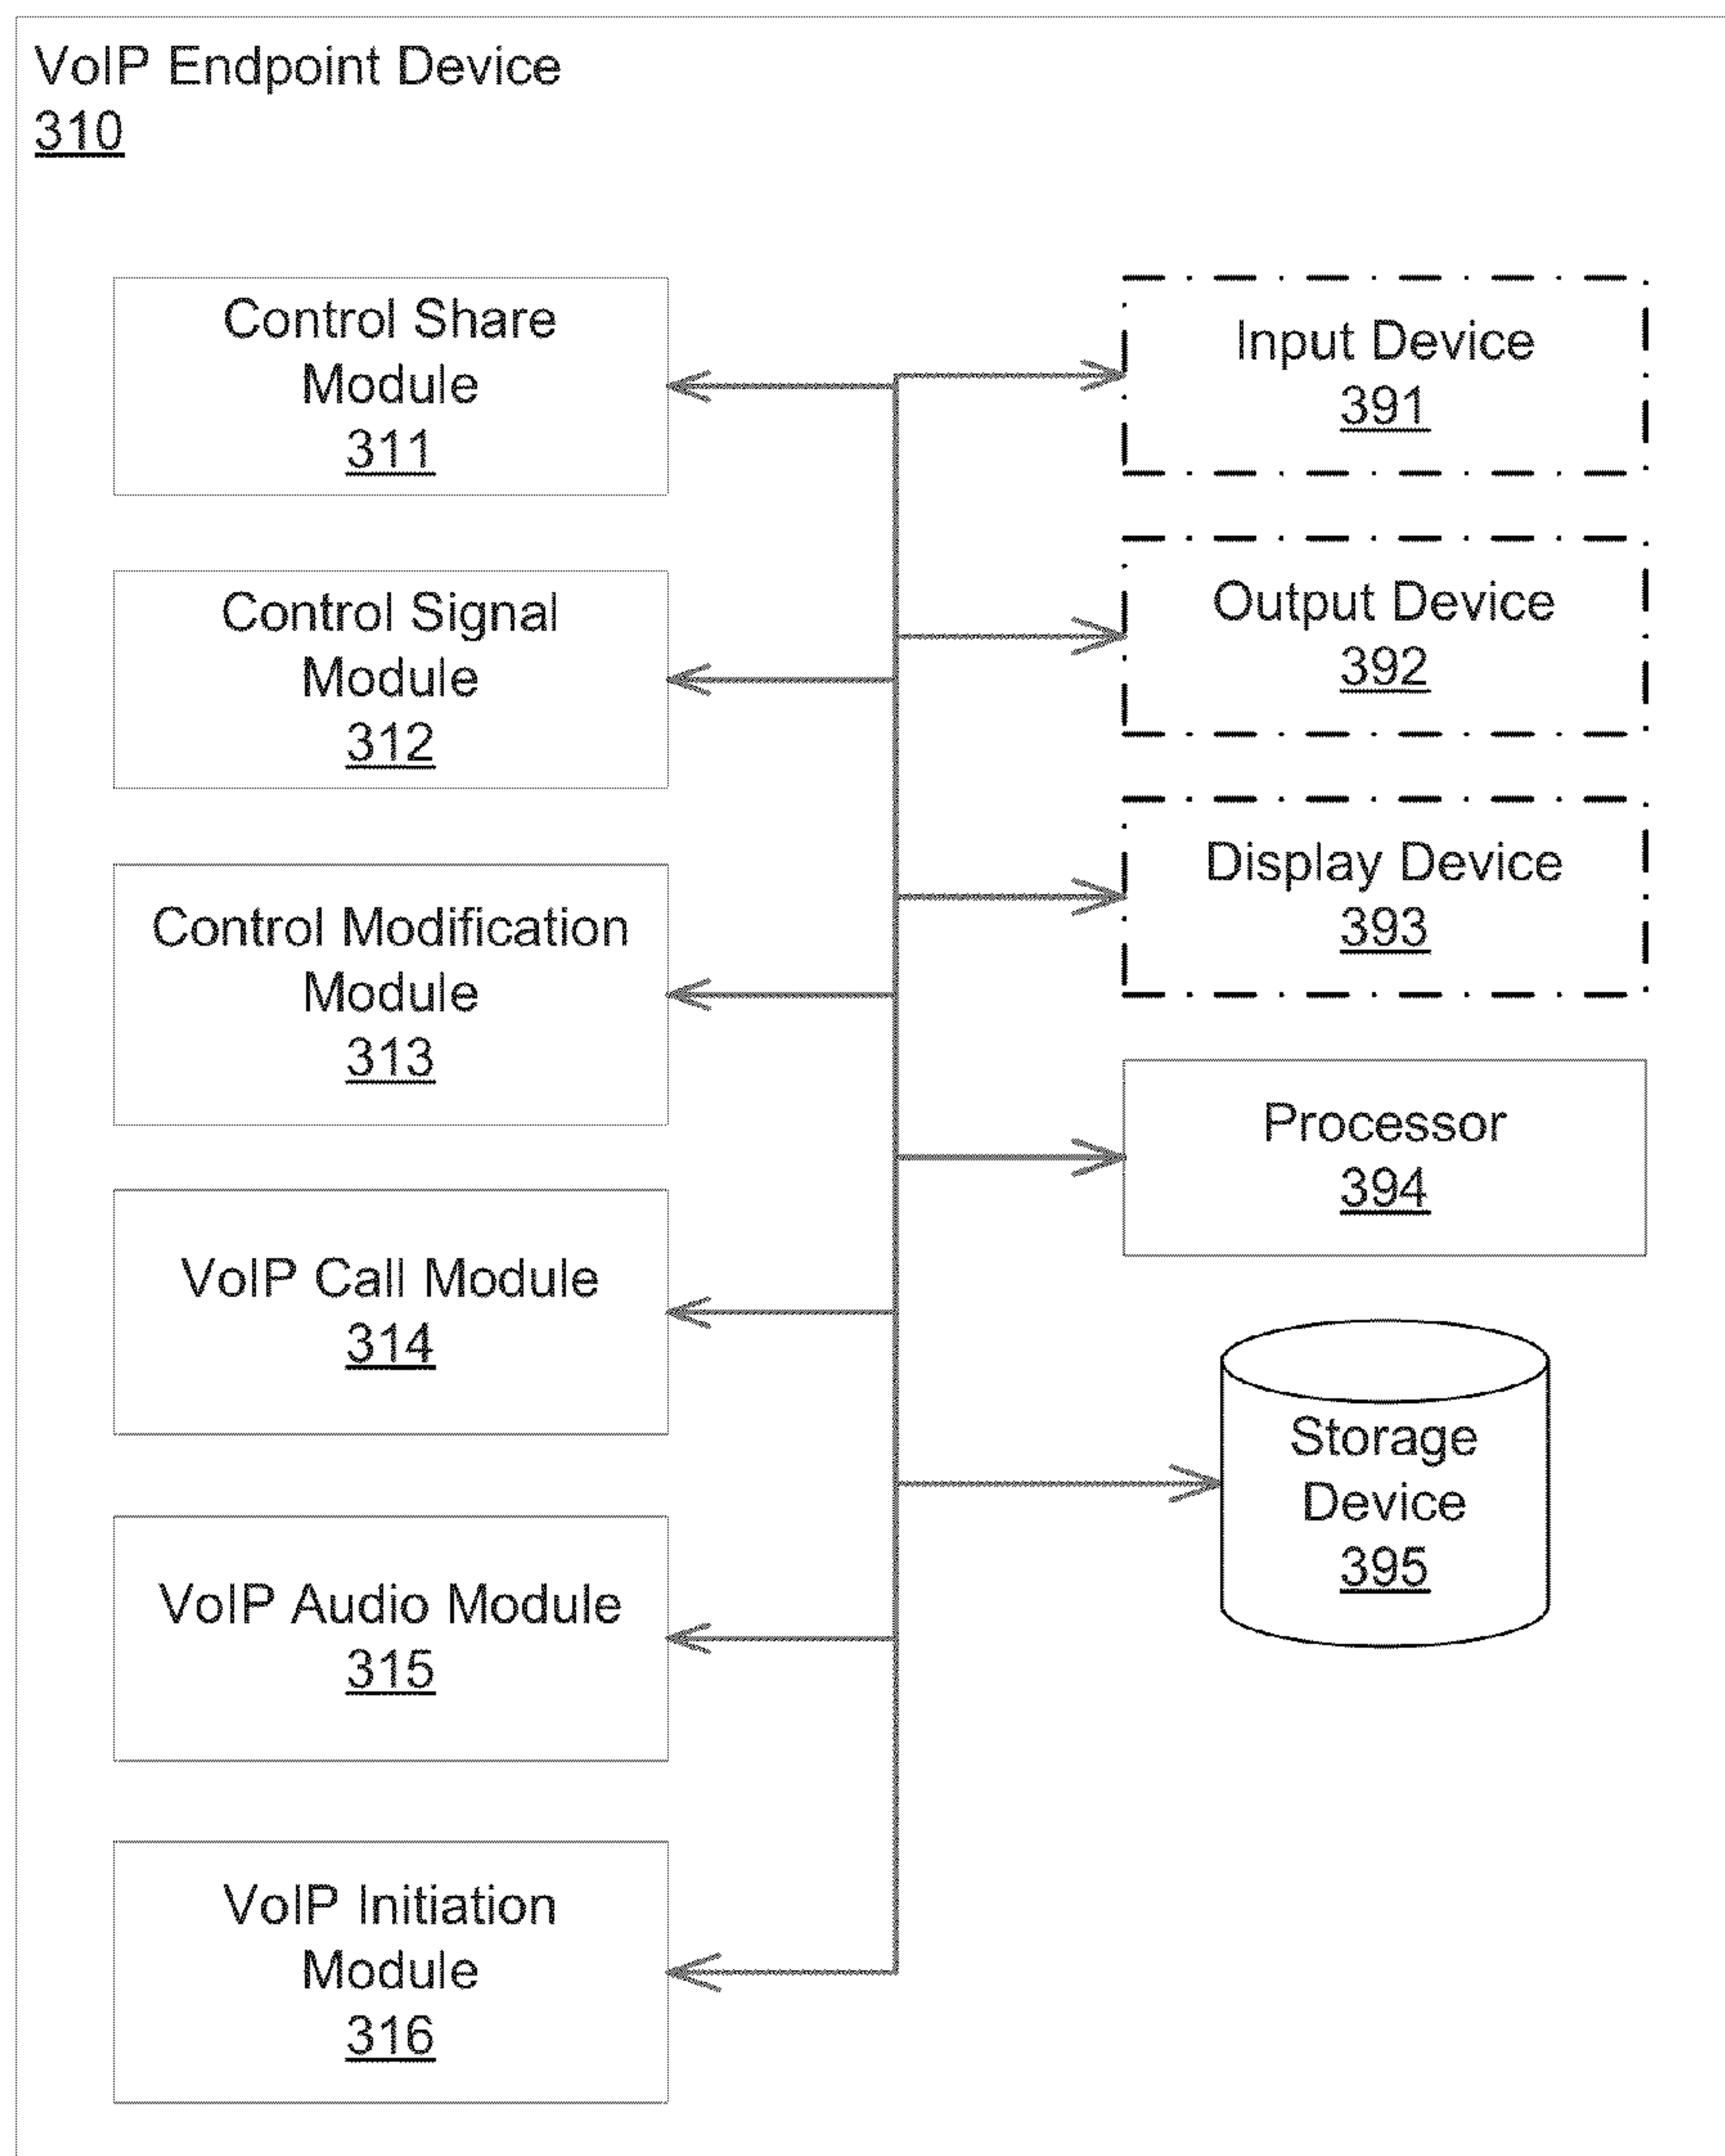 VoIP Endpoint Device
310
Control Share
Module
311
Control Signal
Module
312
Control Modification
Module
313
VoIP Call Module
314
VoIP Audio Module
315
VoIP Initiation
Module
316
Input Device
391
Output Device
392
Display Device
393
Processor
394
Storage
Device
395